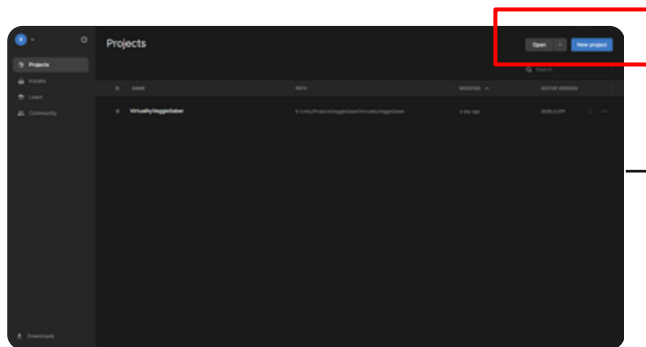 Projects
Open
New project
Projects
Installs
Learn
Community
Search
NAME
PATH
MODIFIED
EDITOR VERSION
VirtuallyVeggieSaber
a day ago
Downloads